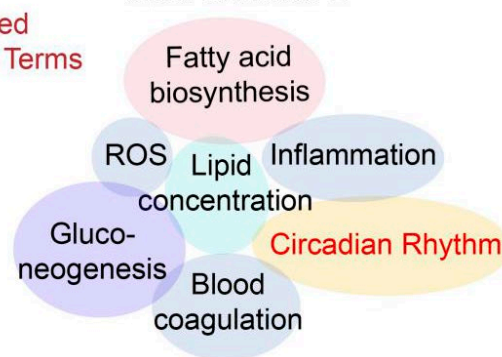 ed
Terms
Fatty acid
biosynthesis
ROS
Lipid
concentration
Inflammation
Gluco-
neogenesis
Circadian Rhythm
Blood
coagulation